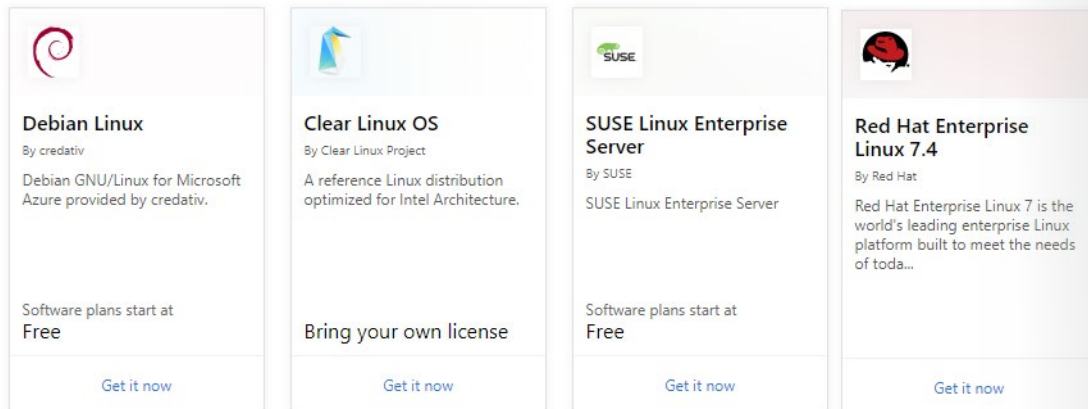 Debian Linux
By credativ
Debian GNU/Linux for Microsoft
Azure provided by credativ.
Software plans start at
Free
Get it now
Clear Linux OS
By Clear Linux Project
A reference Linux distribution
optimized for Intel Architecture.
Bring your own license
Get it now
SUSE
SUSE Linux Enterprise
Server
By SUSE
SUSE Linux Enterprise Server
Software plans start at
Free
Get it now
Red Hat Enterprise
Linux 7.4
By Red Hat
Red Hat Enterprise Linux 7 is the
world's leading enterprise Linux
platform built to meet the needs
of toda...
Get it now